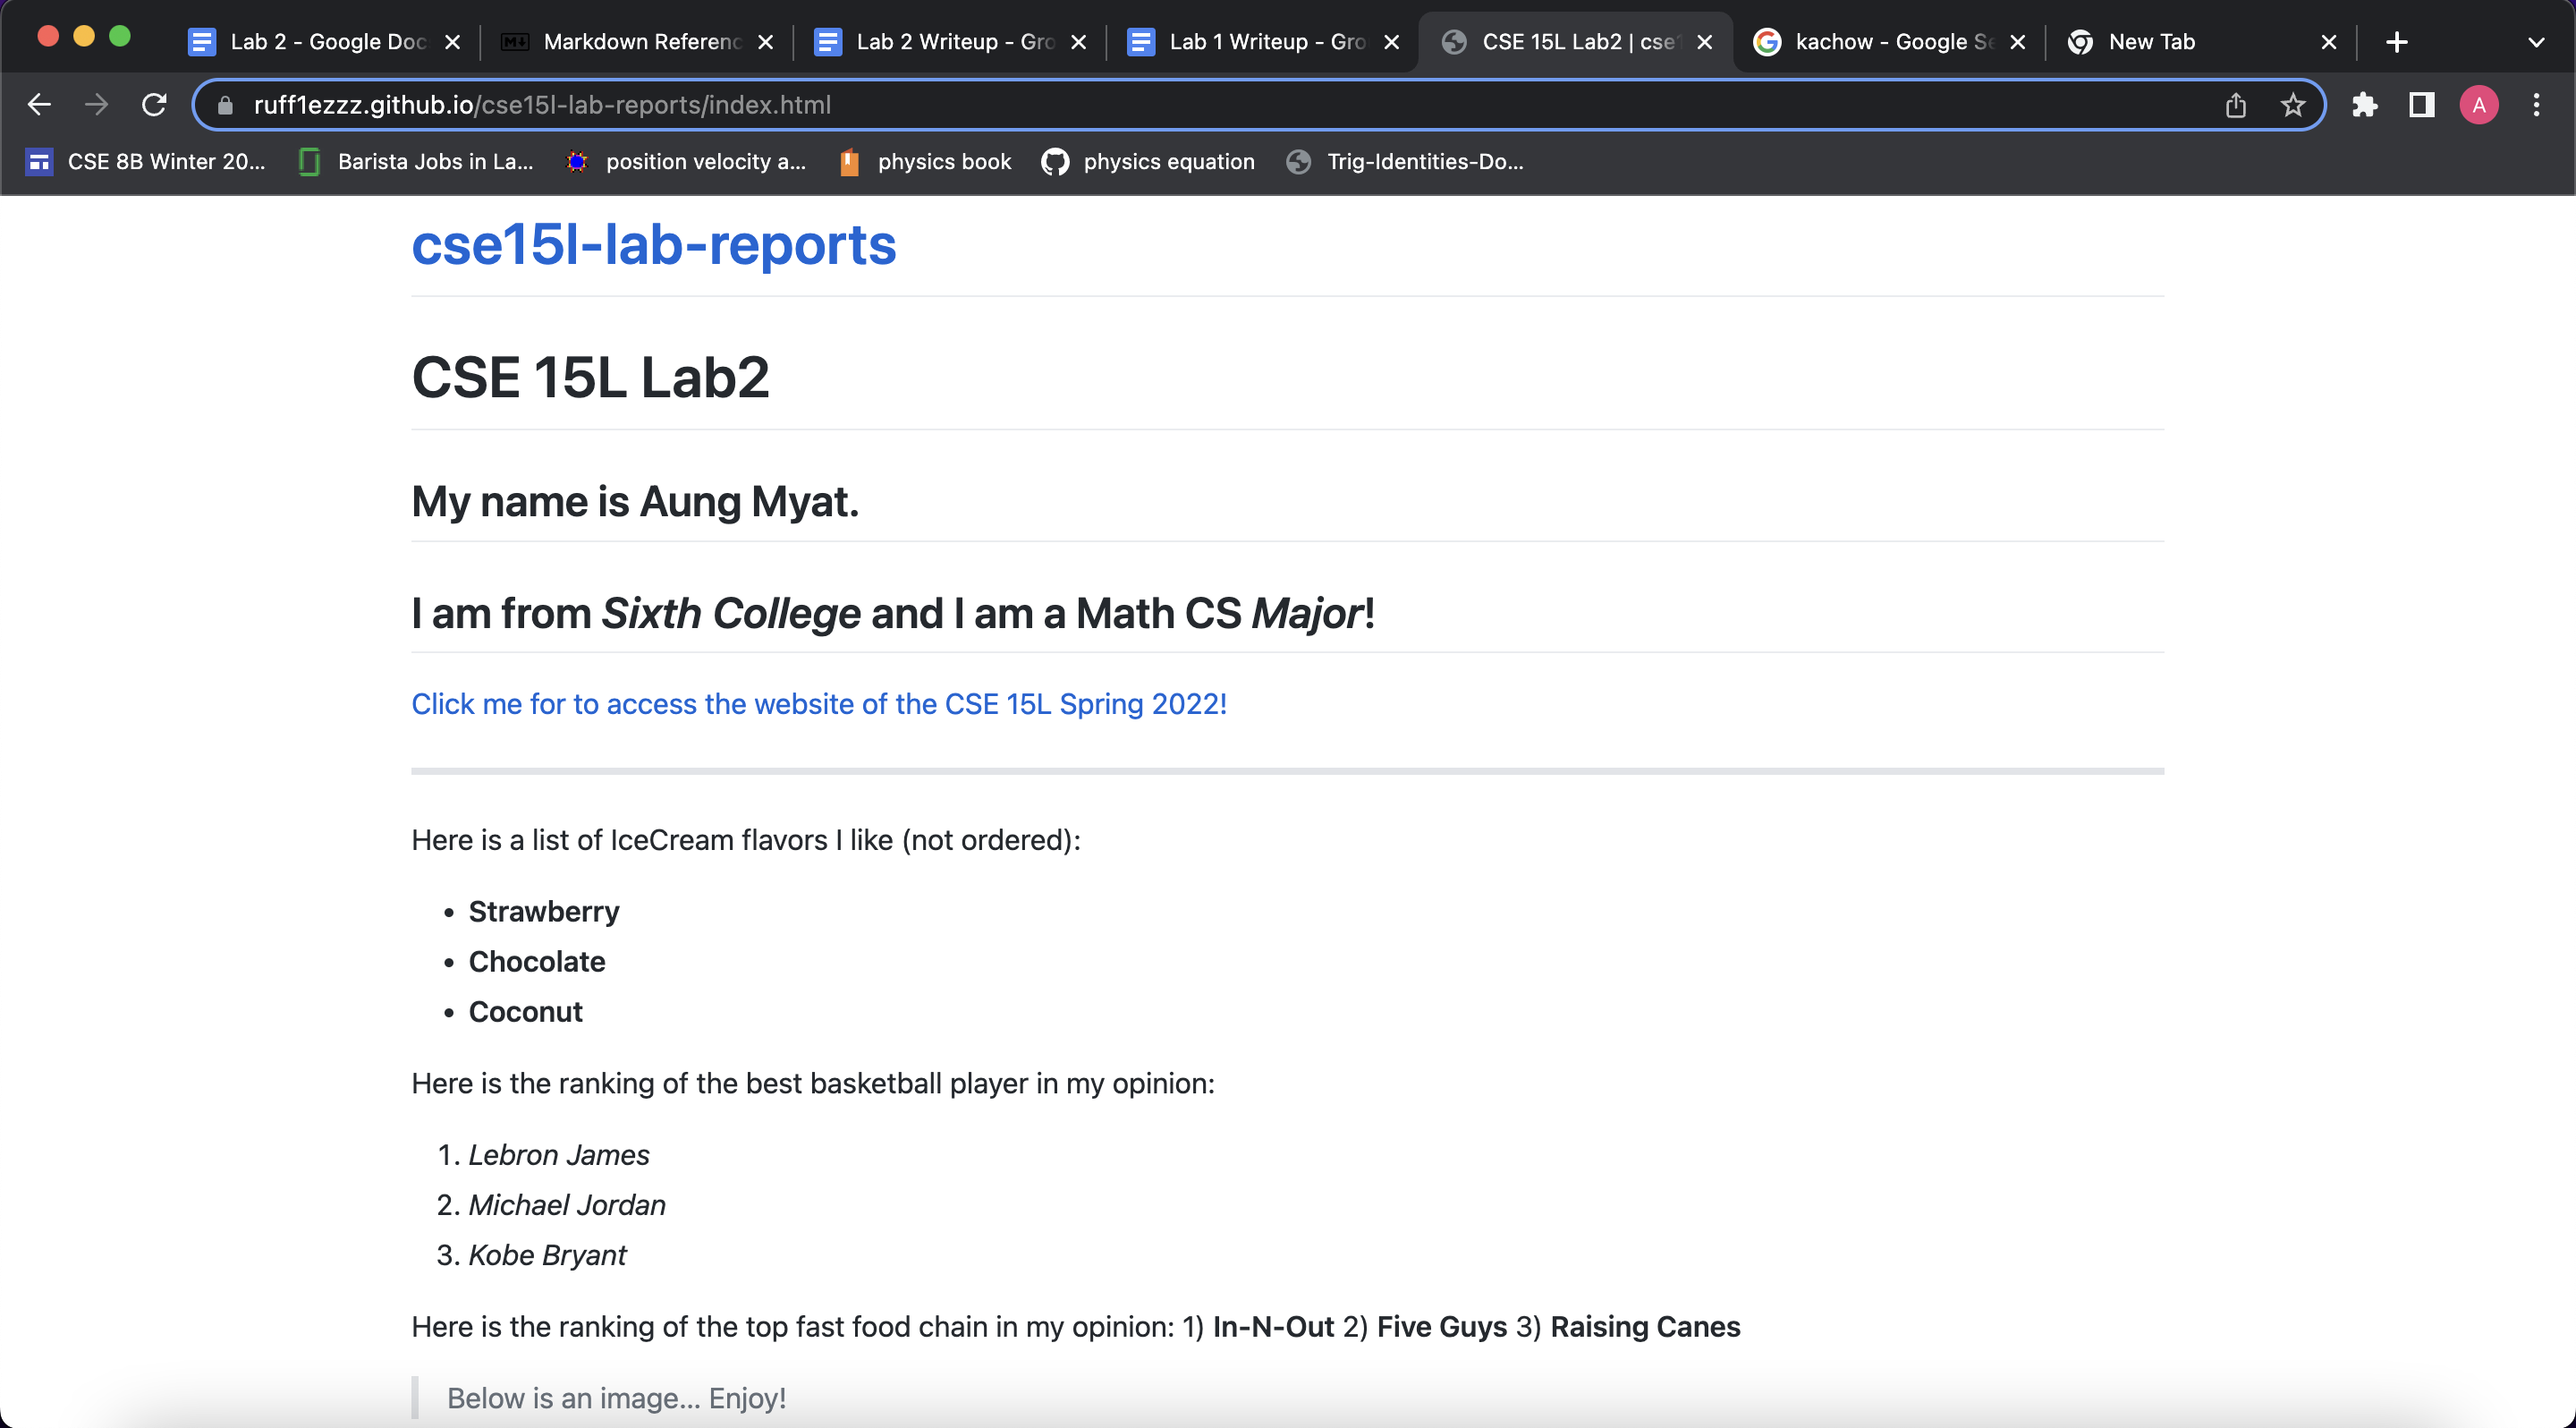 Lab 2 - Google Doc
Markdown Referenc
Lab 2 Writeup - Gro
Lab 1 Writeup - Gro
CSE 15L Lab2 | cse1
kachow - Google Se
New Tab
ruff1ezzz.github.io/cse15l-lab-reports/index.html
A
CSE 8B Winter 20...
Barista Jobs in La...
position velocity a...
physics book
physics equation
Trig-Identities-Do...
cse15l-lab-reports
CSE 15L Lab2
My name is Aung Myat.
I am from Sixth College and I am a Math CS Major!
Click me for to access the website of the CSE 15L Spring 2022!
Here is a list of IceCream flavors I like (not ordered):
• Strawberry
• Chocolate
• Coconut
Here is the ranking of the best basketball player in my opinion:
1. Lebron James
2. Michael Jordan
3. Kobe Bryant
Here is the ranking of the top fast food chain in my opinion: 1) In-N-Out 2) Five Guys 3) Raising Canes
Below is an image... Enjoy!